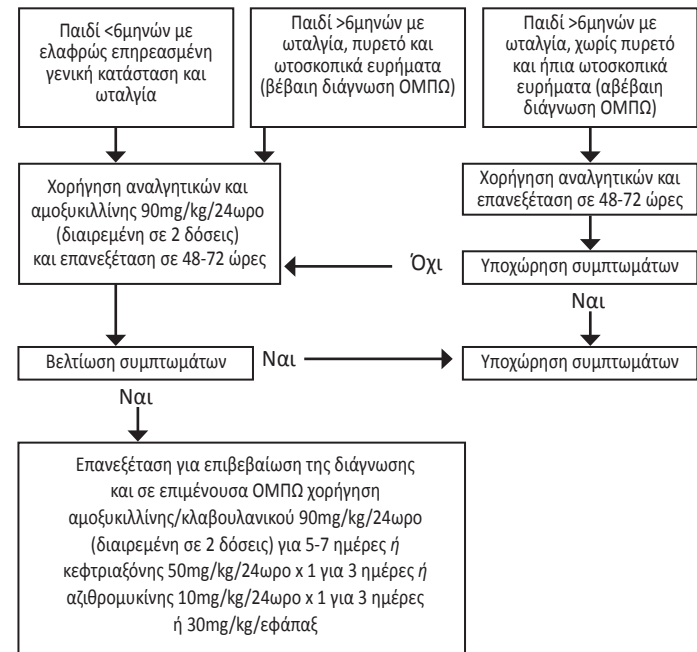 Παιδί <6μηνών με
ελαφρώς επηρεασμένη
γενική κατάσταση και
ωταλγία
Παιδί >6μηνών με
ωταλγία, πυρετό και
ωτοσκοπικά ευρήματα
(βέβαιη διάγνωση ΟΜΠΩ)
Παιδί >6μηνών με
ωταλγία, χωρίς πυρετό
και ήπια ωτοσκοπικά
ευρήματα (αβέβαιη
διάγνωση ΟΜΠΩ)
Χορήγηση αναλγητικών και
αμοξυκιλλίνης 90mg/kg/24ωρο
(διαιρεμένη σε 2 δόσεις)
και επανεξέταση σε 48-72 ώρες
Χορήγηση αναλγητικών και
επανεξέταση σε 48-72 ώρες
Όχι
Υποχώρηση συμπτωμάτων
Ναι
Βελτίωση συμπτωμάτων
Ναι
Υποχώρηση συμπτωμάτων
Ναι
Επανεξέταση για επιβεβαίωση της διάγνωσης
και σε επιμένουσα ΟΜΠΩ χορήγηση
αμοξυκιλλίνης/κλαβουλανικού 90mg/kg/24ωρο
(διαιρεμένη σε 2 δόσεις) για 5-7 ημέρες ή
κεφτριαξόνης 50mg/kg/24ωρο x 1 για 3 ημέρες ή
αζιθρομυκίνης 10mg/kg/24ωρο x 1 για 3 ημέρες
ή 30mg/kg/εφάπαξ